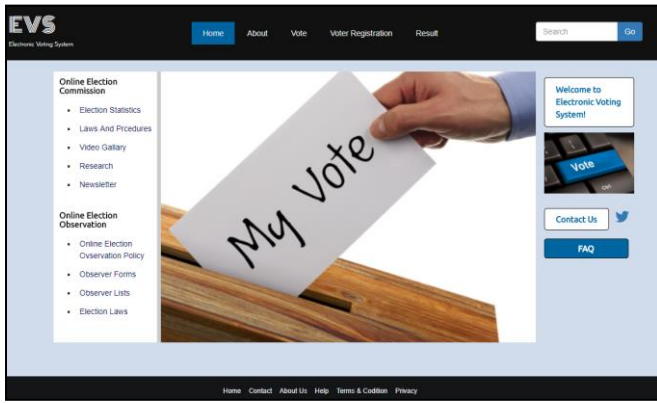 EVS
Electronic Voting System
Home About Vote Voter Registration Result
Search Go
Online Election
Commission
Election Statistics
Laws And Prcedures
Video Gallary
Research
Newsletter
Online Election
Observation
Online Election
Ovservation Policy
Observer Forms
Observer Lists
Election Laws
My Vote
Welcome to
Electronic Voting
System!
Vote
Ctrl
Contact Us
FAQ
Home Contact About Us Help Terms & Codition Privacy